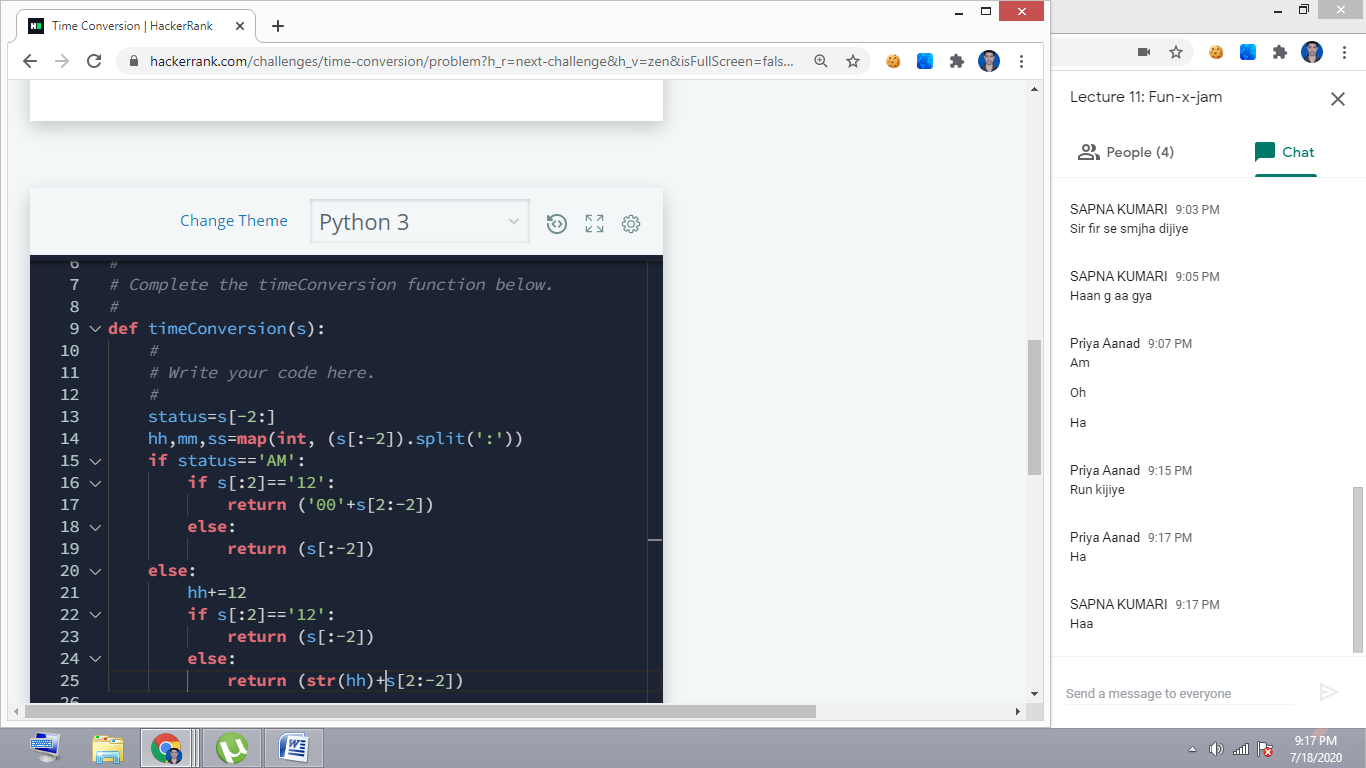 Time Conversion | HackerRank
hackerrank.com/challenges/time-conversion/problem?h_r=next-challenge&h_v=zen&isFullScreen=fals...
Change Theme
Python 3
6 #
7 # Complete the timeConversion function below.
8 #
9 def timeConversion(s):
10 #
11 # Write your code here.
12 #
13 status=s[-2:]
14 hh,mm,ss=map(int, (s[:-2]).split(':'))
15 if status=='AM':
16 if s[:2]=='12':
17 return ('00'+s[2:-2])
18 else:
19 return (s[:-2])
20 else:
21 hh+=12
22 if s[:2]=='12':
23 return (s[:-2])
24 else:
25 return (str(hh)+s[2:-2])
26
Lecture 11: Fun-x-jam
People (4)
Chat
SAPNA KUMARI 9:03 PM
Sir fir se smjha dijiye
SAPNA KUMARI 9:05 PM
Haan g aa gya
Priya Aanad 9:07 PM
Am
Oh
Ha
Priya Aanad 9:15 PM
Run kijiye
Priya Aanad 9:17 PM
Ha
SAPNA KUMARI 9:17 PM
Haa
Send a message to everyone
9:17 PM
7/18/2020